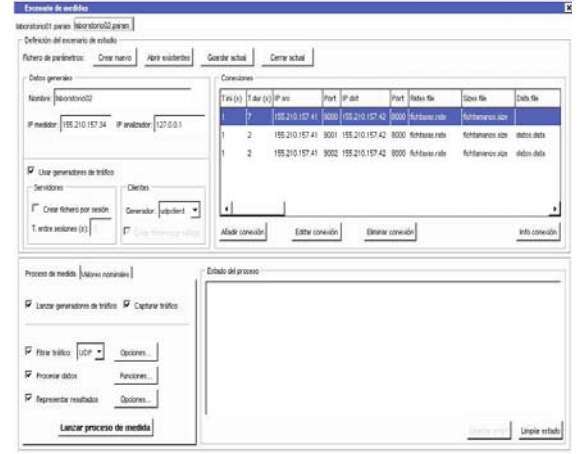 Escenario de medidas
laboratorio01.param laboratorio02.param
Definición del escenario de estudio
Fichero de parámetros: Crear nuevo Abrir existentes Guardar actual Cerrar actual
Datos generales
Nombre: laboratorio02
IP medidor: 155.210.157.34 IP analizador: 127.0.0.1
Usar generadores de tráfico
Servidores
Crear fichero por sesión
T. entre sesiones (s):
Clientes
Generador: udpclient
Conexiones
T.ini (s) T.dur (s) IP src Port IP dst Port Rates file Sizes file Data file
1 7 155.210.157.41 9000 155.210.157.42 8000 fichtasas.rate fichtamanos.size
1 2 155.210.157.41 9001 155.210.157.42 8000 fichtasas.rate fichtamanos.size datos.data
1 2 155.210.157.41 9002 155.210.157.42 8000 fichtasas.rate fichtamanos.size datos.data
Añadir conexión Editar conexión Eliminar conexión Info conexión
Proceso de medida Valores nominales
Lanzar generadores de tráfico Capturar tráfico
Filtrar tráfico: UDP Opciones...
Procesar datos Funciones...
Representar resultados Opciones...
Lanzar proceso de medida
Estado del proceso
Limpiar estado